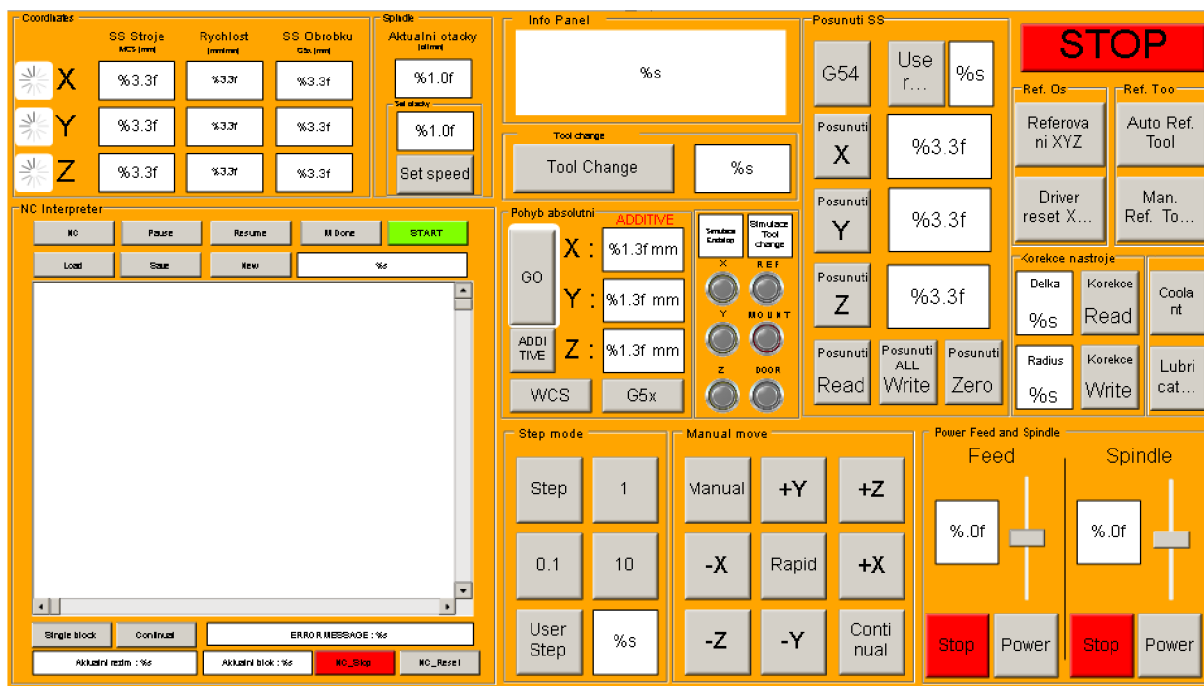 Coordinates
SS Stroje
MCS [mm]
Rychlost
[mm/min]
SS Obrobku
G5x [mm]
X
%3.3f
%3.3f
%3.3f
Y
%3.3f
%3.3f
%3.3f
Z
%3.3f
%3.3f
%3.3f
Spindle
Aktualni otacky
%1.0f
Set otacky
%1.0f
Set speed
Info Panel
%s
Tool change
Tool Change
%s
Posunuti SS
G54
Use
r...
%s
Posunuti
X
%3.3f
Posunuti
Y
%3.3f
Posunuti
Z
%3.3f
Posunuti
Read
Posunuti
ALL
Write
Posunuti
Zero
STOP
Ref. Os
Referova
ni XYZ
Driver
reset X...
Ref. Too
Auto Ref.
Tool
Man.
Ref. To...
Korekce nastroje
Delka
%s
Korekce
Read
Radius
%s
Korekce
Write
Coola
nt
Lubri
cat...
NC Interpreter
NC
Pause
Resume
M Done
START
Load
Save
New
%s
Single block
Continual
ERROR MESSAGE : %s
Aktualni rezim : %s
Aktualni blok : %s
NC_Stop
NC_Reset
Pohyb absolutni
ADDITIVE
GO
X :
%1.3f mm
Y :
%1.3f mm
ADDI
TIVE
Z :
%1.3f mm
WCS
G5x
Simulace
Endstop
Simulace
Tool
change
X
REF
Y
MOUNT
Z
DOOR
Step mode
Step
1
0.1
10
User
Step
%s
Manual move
Manual
+Y
+Z
-X
Rapid
+X
-Z
-Y
Conti
nual
Power Feed and Spindle
Feed
%.0f
Stop
Power
Spindle
%.0f
Stop
Power